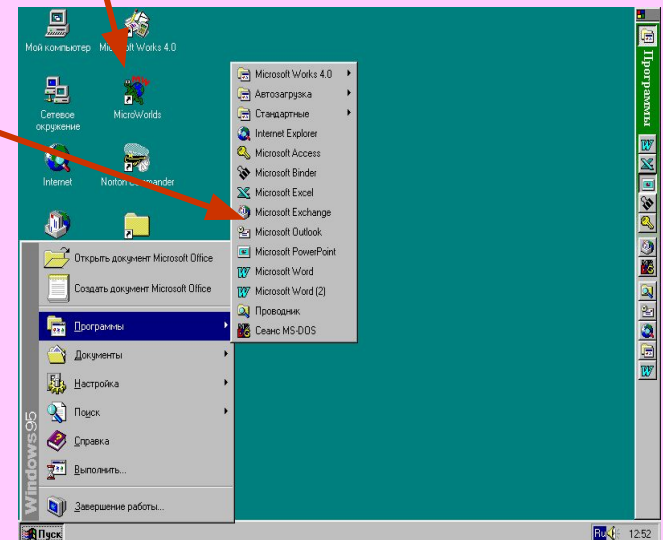 Мой компьютер
Microsoft Works 4.0
Сетевое
окружение
MicroWorlds
Internet
Norton Commander
Microsoft Works 4.0
Автозагрузка
Стандартные
Internet Explorer
Microsoft Access
Microsoft Binder
Microsoft Excel
Microsoft Exchange
Microsoft Outlook
Microsoft PowerPoint
Microsoft Word
Microsoft Word (2)
Проводник
Сеанс MS-DOS
Открыть документ Microsoft Office
Создать документ Microsoft Office
Программы
Документы
Настройка
Поиск
Справка
Выполнить...
Завершение работы...
Windows95
Программы
Пуск
Ru
12:52